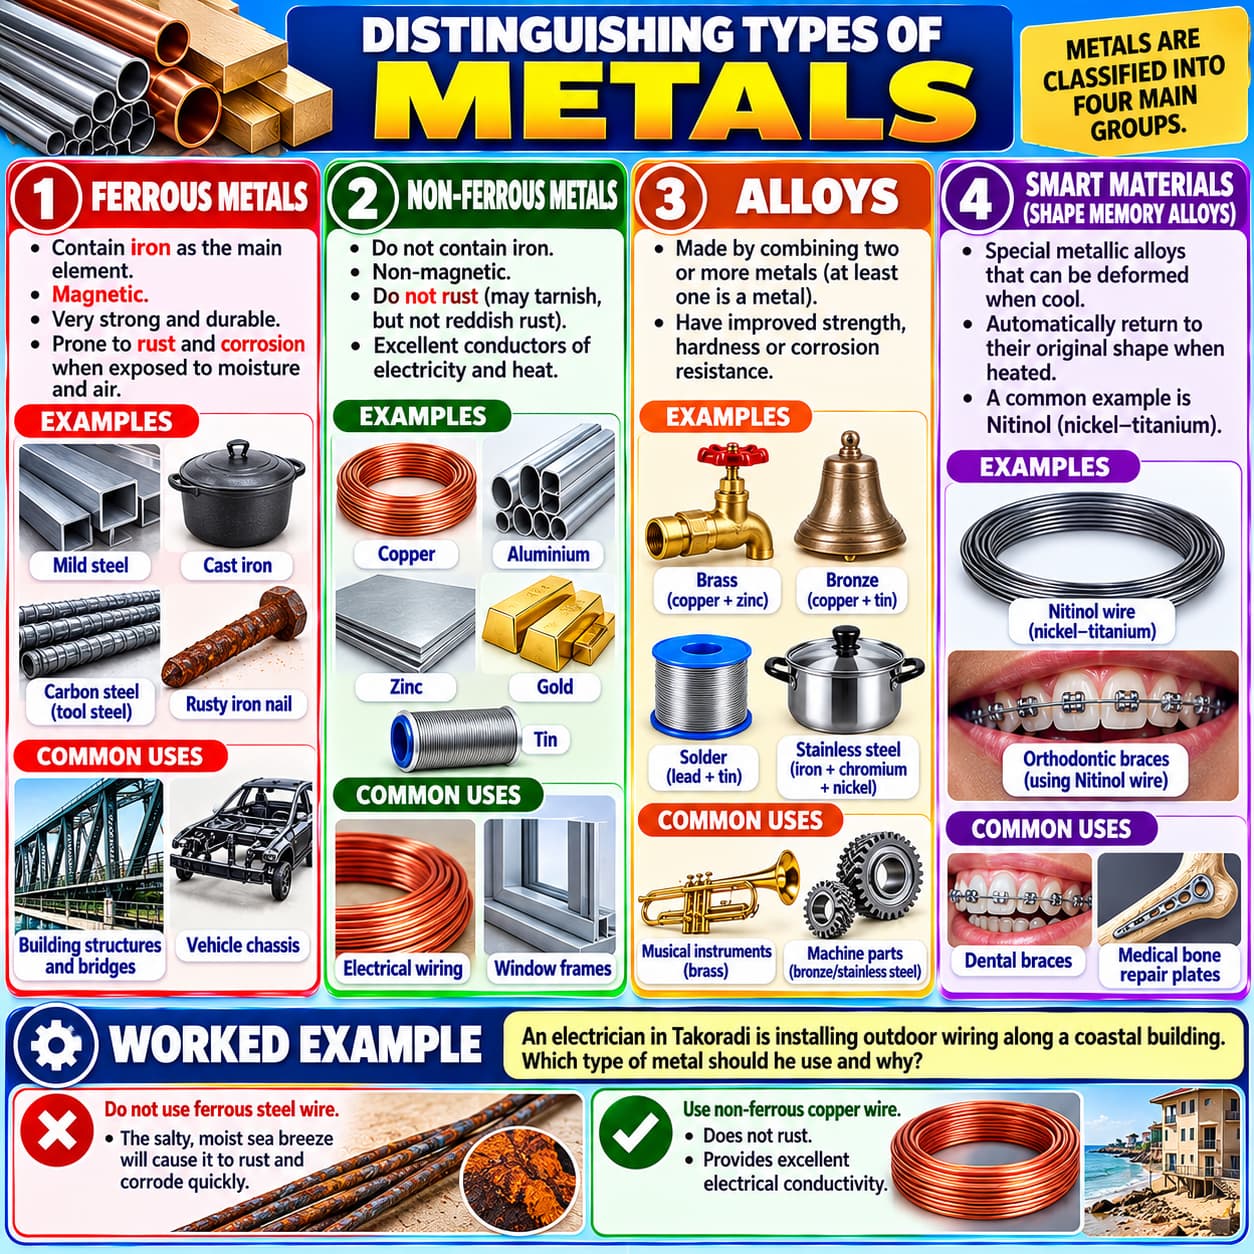 DISTINGUISHING TYPES OF
METALS
METALS ARE
CLASSIFIED INTO
FOUR MAIN
GROUPS.
1 FERROUS METALS
• Contain iron as the main
element.
• Magnetic.
• Very strong and durable.
• Prone to rust and corrosion
when exposed to moisture
and air.
EXAMPLES
Mild steel
Cast iron
Carbon steel
(tool steel)
Rusty iron nail
COMMON USES
Building structures
and bridges
Vehicle chassis
2 NON-FERROUS METALS
• Do not contain iron.
• Non-magnetic.
• Do not rust (may tarnish,
but not reddish rust).
• Excellent conductors of
electricity and heat.
EXAMPLES
Copper
Aluminium
Zinc
Gold
Tin
COMMON USES
Electrical wiring
Window frames
3 ALLOYS
• Made by combining two
or more metals (at least
one is a metal).
• Have improved strength,
hardness or corrosion
resistance.
EXAMPLES
Brass
(copper + zinc)
Bronze
(copper + tin)
Solder
(lead + tin)
Stainless steel
(iron + chromium
+ nickel)
COMMON USES
Musical instruments
(brass)
Machine parts
(bronze/stainless steel)
4 SMART MATERIALS
(SHAPE MEMORY ALLOYS)
• Special metallic alloys
that can be deformed
when cool.
• Automatically return to
their original shape when
heated.
• A common example is
Nitinol (nickel–titanium).
EXAMPLES
Nitinol wire
(nickel–titanium)
Orthodontic braces
(using Nitinol wire)
COMMON USES
Dental braces
Medical bone
repair plates
WORKED EXAMPLE
An electrician in Takoradi is installing outdoor wiring along a coastal building.
Which type of metal should he use and why?
Do not use ferrous steel wire.
• The salty, moist sea breeze
will cause it to rust and
corrode quickly.
Use non-ferrous copper wire.
• Does not rust.
• Provides excellent
electrical conductivity.